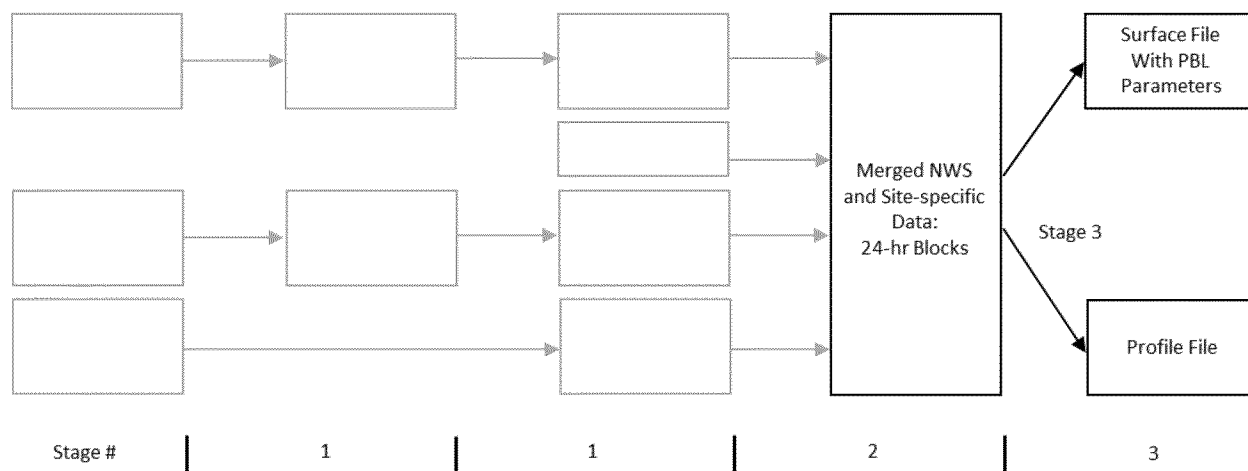 Surface File
With PBL
Parameters
Merged NWS
and Site-specific
Data:
24-hr Blocks
Stage 3
Profile File
Stage # 1 1 2 3